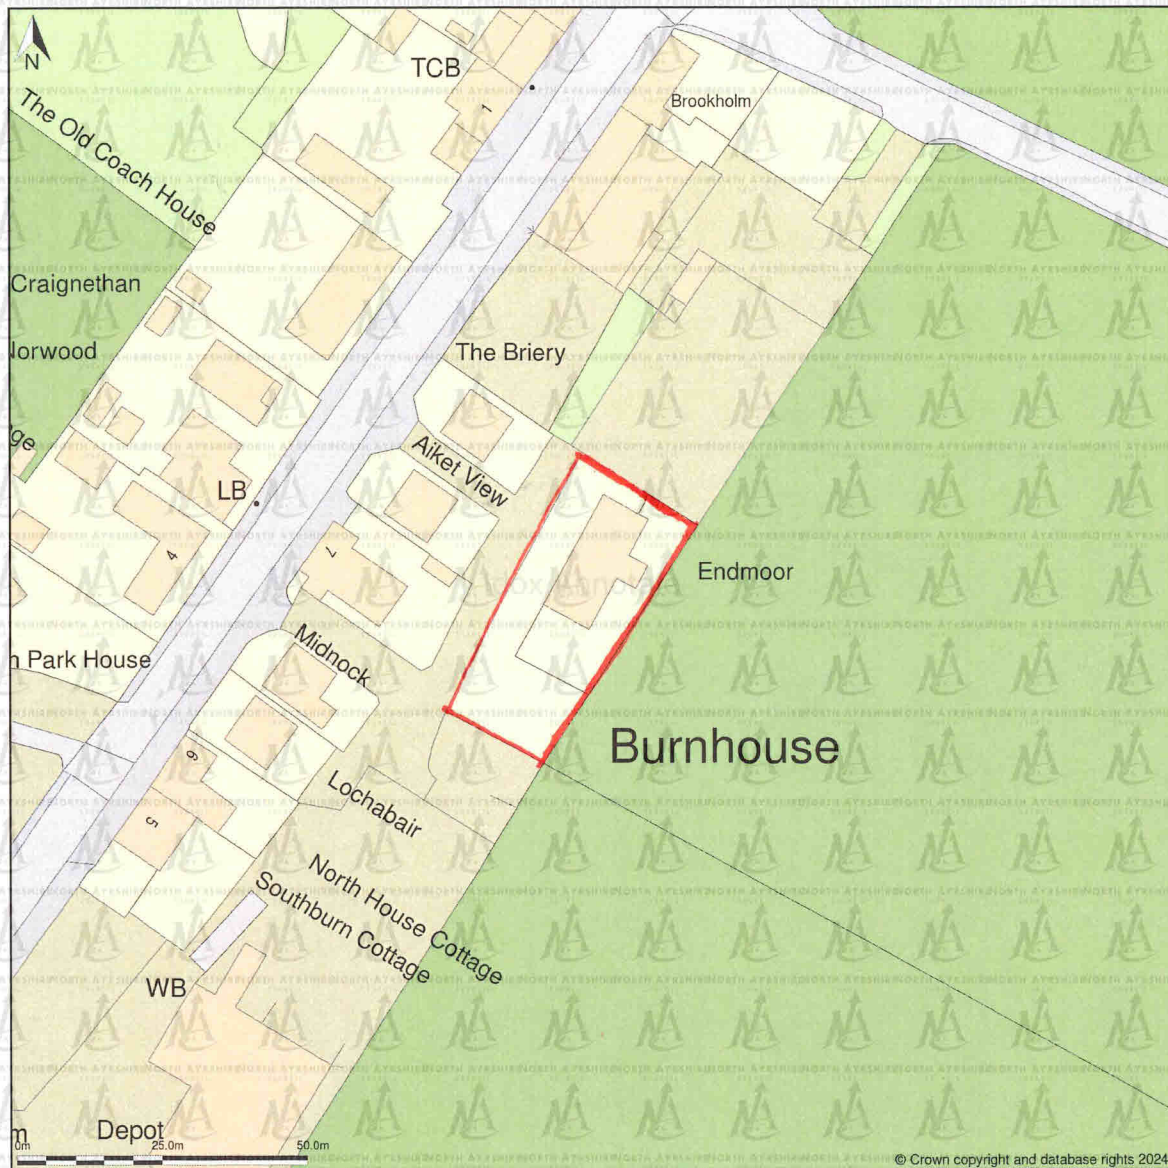 N
TCB
1
Brookholm
The Old Coach House
Craignethan
lorwood
The Briery
ge
Aiket View
LB
4
7
Endmoor
Midnock
n Park House
Burnhouse
6
5
Lochabair
North House Cottage
Southburn Cottage
WB
Depot
m
0m
25.0m
50.0m
© Crown copyright and database rights 2024